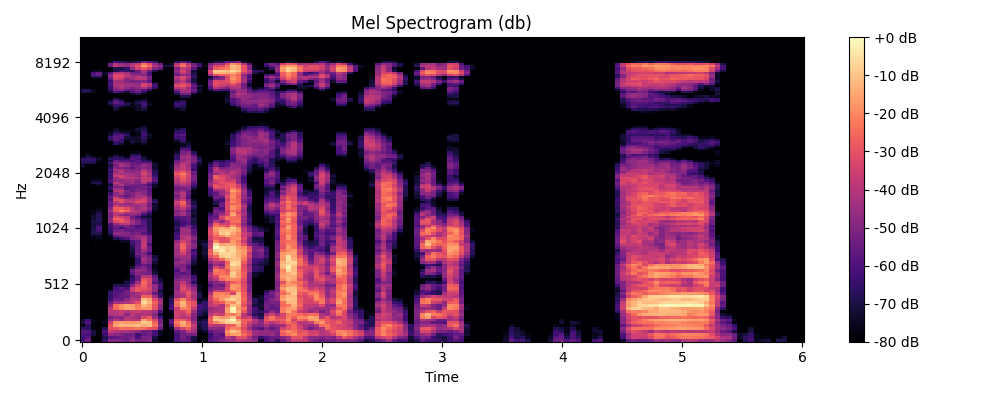 Mel Spectrogram (db)
8192
4096
2048
1024
512
0
Hz
0 1 2 3 4 5 6
Time
+0 dB
-10 dB
-20 dB
-30 dB
-40 dB
-50 dB
-60 dB
-70 dB
-80 dB